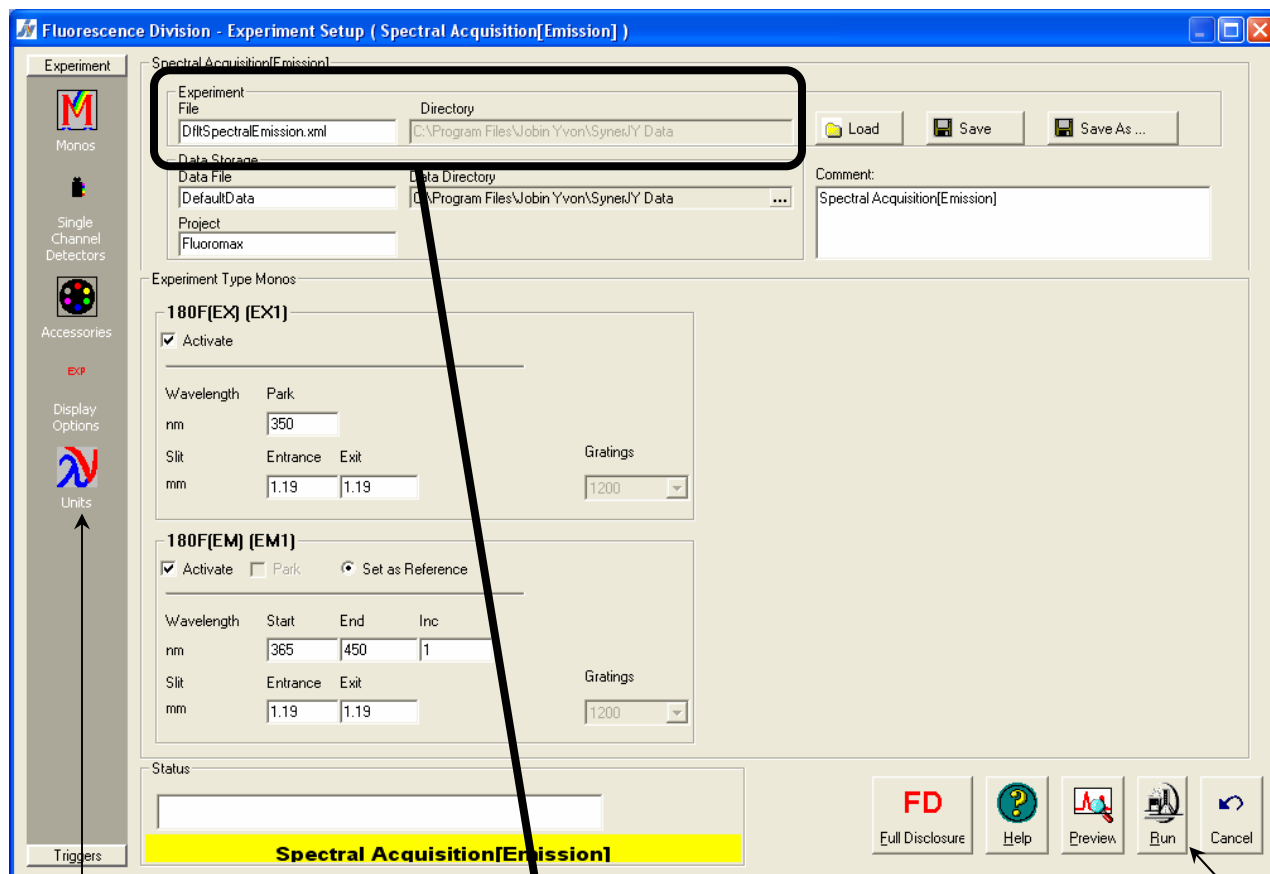 Fluorescence Division - Experiment Setup ( Spectral Acquisition[Emission] )
Experiment
Monos
Single
Channel
Detectors
Accessories
EXP
Display
Options
Units
Triggers
Spectral Acquisition[Emission]
Experiment
File Directory
DfltSpectralEmission.xml C:\Program Files\Jobin Yvon\SynerJY Data
Load Save Save As ...
Data Storage
Data File Data Directory
DefaultData C:\Program Files\Jobin Yvon\SynerJY Data ...
Project
Fluoromax
Comment:
Spectral Acquisition[Emission]
Experiment Type Monos
180F(EX) (EX1)
Activate
Wavelength Park
nm 350
Slit Entrance Exit Gratings
mm 1.19 1.19 1200
180F(EM) (EM1)
Activate Park Set as Reference
Wavelength Start End Inc
nm 365 450 1
Slit Entrance Exit Gratings
mm 1.19 1.19 1200
Status
Spectral Acquisition[Emission]
FD
Full Disclosure Help Preview Run Cancel